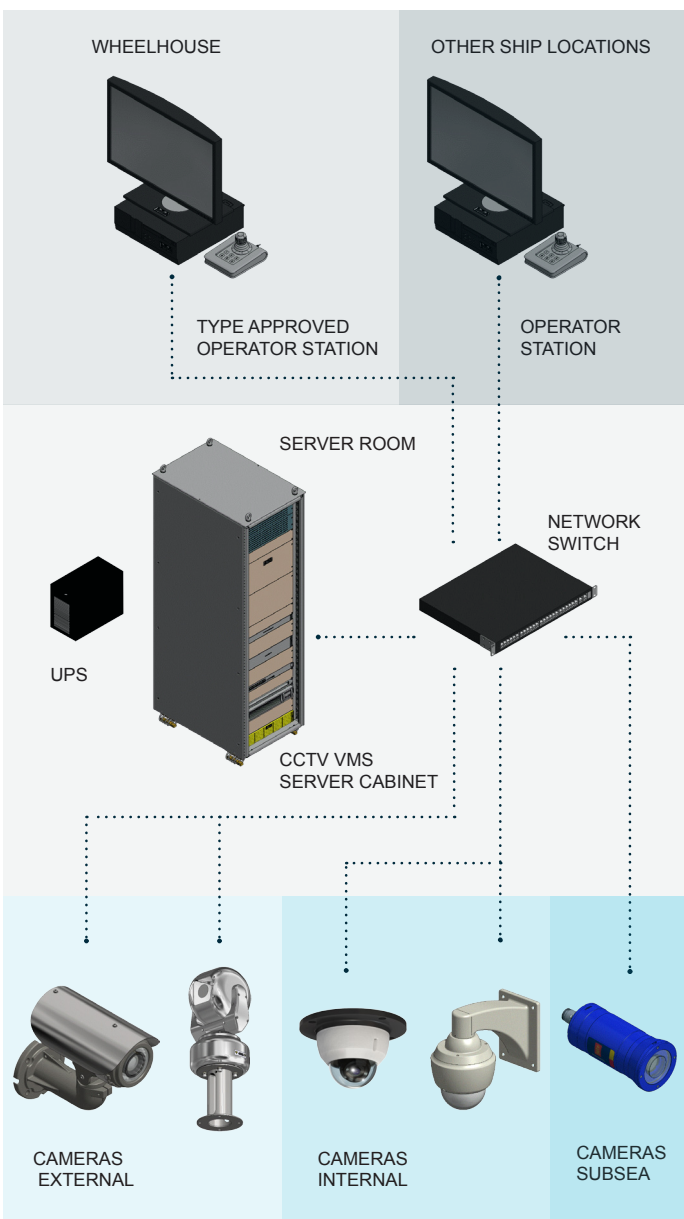 WHEELHOUSE
OTHER SHIP LOCATIONS
TYPE APPROVED
OPERATOR STATION
OPERATOR
STATION
SERVER ROOM
NETWORK
SWITCH
UPS
CCTV VMS
SERVER CABINET
CAMERAS
EXTERNAL
CAMERAS
INTERNAL
CAMERAS
SUBSEA